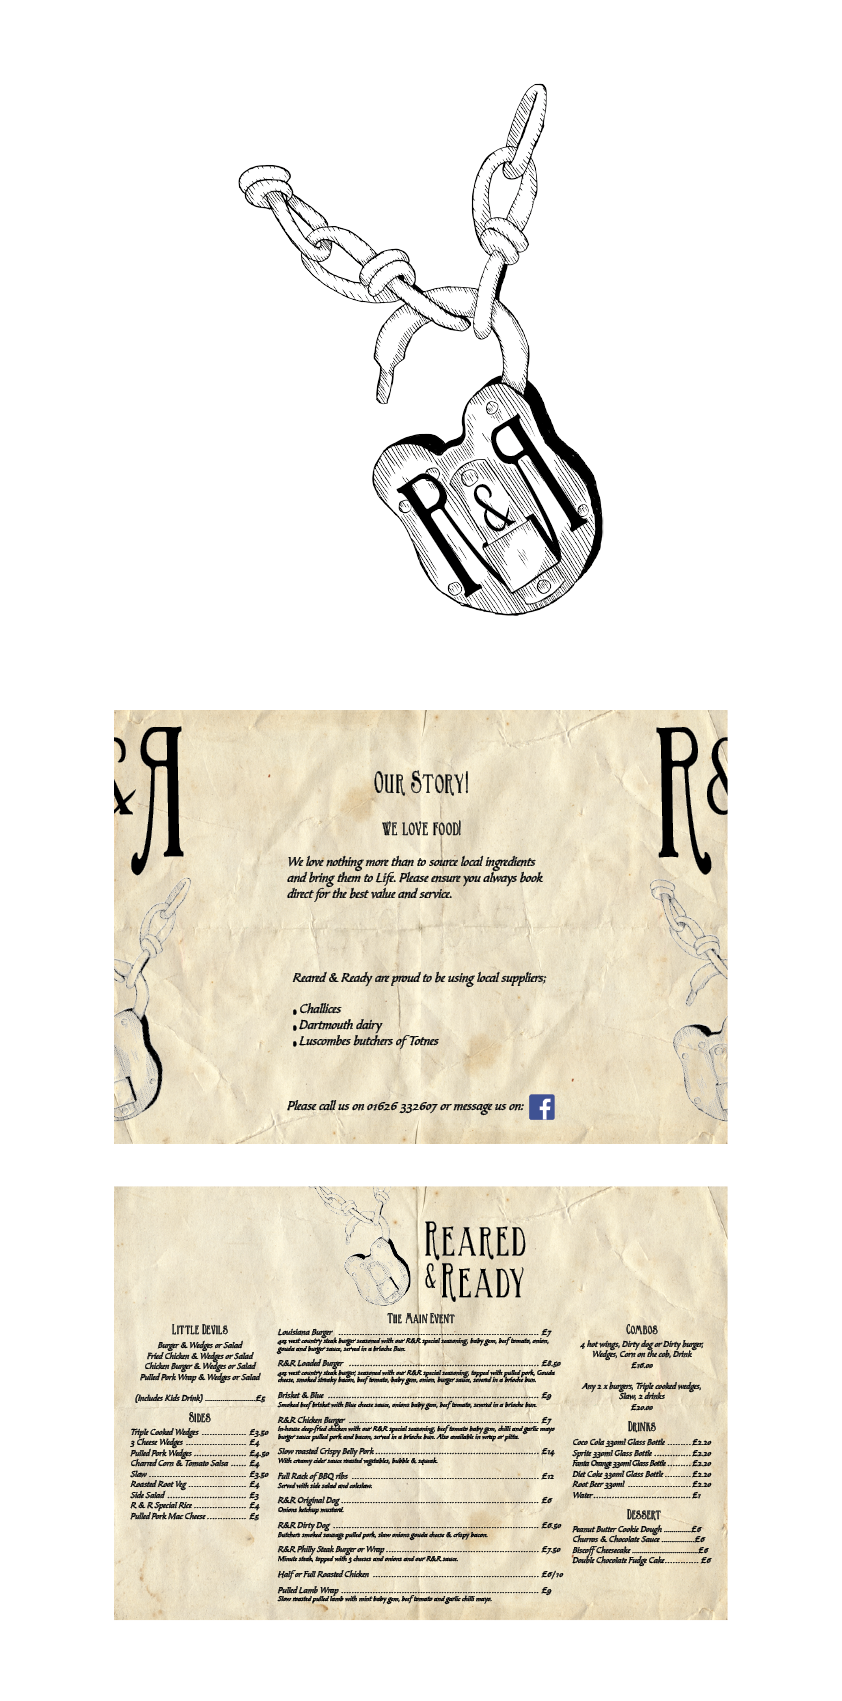 R & R
& R
R &
Our Story!
We love food!
We love nothing more than to source local ingredients
and bring them to Life. Please ensure you always book
direct for the best value and service.
Reared & Ready are proud to be using local suppliers;
• Challices
• Dartmouth dairy
• Luscombes butchers of Totnes
Please call us on 01626 332607 or message us on: f
Reared
& Ready
Little Devils
Burger & Wedges or Salad
Fried Chicken & Wedges or Salad
Chicken Burger & Wedges or Salad
Pulled Pork Wrap & Wedges or Salad
(Includes Kids Drink) ........................£5
Sides
Triple Cooked Wedges .................. £3.50
3 Cheese Wedges ........................ £4
Pulled Pork Wedges ..................... £4.50
Charred Corn & Tomato Salsa ...... £4
Slaw ........................................ £3.50
Roasted Root Veg ....................... £4
Side Salad ................................. £3
R & R Special Rice ...................... £4
Pulled Pork Mac Cheese ............... £5
The Main Event
Louisiana Burger ........................ £7
4oz west country steak burger seasoned with our R&R special seasoning, baby gem, beef tomato, onion,
gouda and burger sauce, served in a brioche Bun.
R&R Loaded Burger ........................ £8.50
4oz west country steak burger, seasoned with our R&R special seasoning, topped with pulled pork, Gouda
cheese, smoked streaky bacon, beef tomato, baby gem, onion, burger sauce, served in a brioche bun.
Brisket & Blue ........................ £9
Smoked beef brisket with Blue cheese sauce, onions baby gem, beef tomato, served in a brioche bun.
R&R Chicken Burger ........................ £7
In-house deep-fried chicken with our R&R special seasoning, beef tomato baby gem, chilli and garlic mayo
burger sauce pulled pork and bacon, served in a brioche bun. Also available in wrap or pitta.
Slow roasted Crispy Belly Pork ........................ £14
With creamy cider sauce roasted vegetables, bubble & squeak.
Full Rack of BBQ ribs ........................ £12
Served with side salad and coleslaw.
R&R Original Dog ........................ £6
Onions ketchup mustard.
R&R Dirty Dog ........................ £6.50
Butchers smoked sausage pulled pork, slaw onions gouda cheese & crispy bacon.
R&R Philly Steak Burger or Wrap ........................ £7.50
Minute steak, topped with 5 cheeses and onions and our R&R sauce.
Half or Full Roasted Chicken ........................ £6/10
Pulled Lamb Wrap ........................ £9
Slow roasted pulled lamb with mint baby gem, beef tomato and garlic chilli mayo.
Combos
4 hot wings, Dirty dog or Dirty burger,
Wedges, Corn on the cob, Drink
£16.00
Any 2 x burgers, Triple cooked wedges,
Slaw, 2 drinks
£20.00
Drinks
Coco Cola 330ml Glass Bottle .........£2.20
Sprite 330ml Glass Bottle ..............£2.20
Fanta Orange 330ml Glass Bottle .....£2.20
Diet Coke 330ml Glass Bottle ..........£2.20
Root Beer 330ml .......................£2.20
Water ....................................£1
Dessert
Peanut Butter Cookie Dough ..........£6
Churros & Chocolate Sauce ............£6
Biscoff Cheesecake .......................£6
Double Chocolate Fudge Cake............. £6